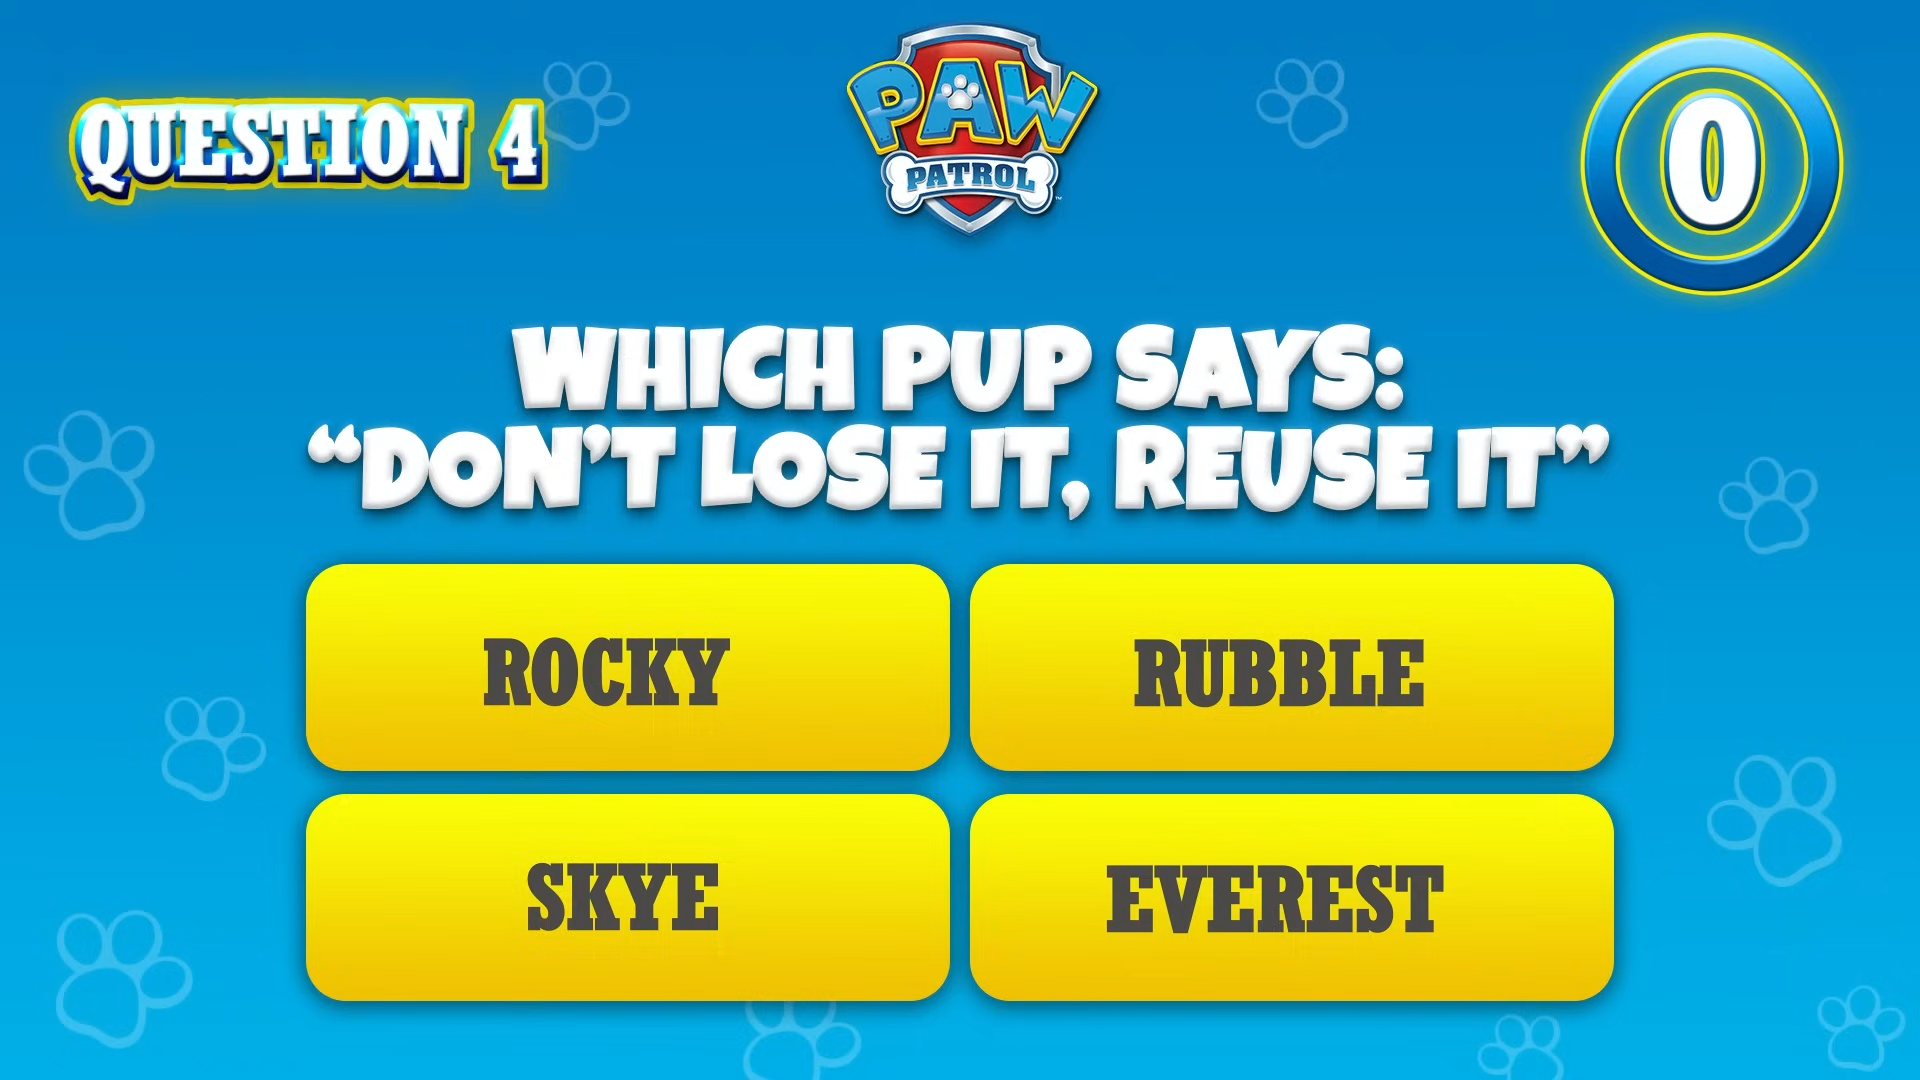 QUESTION 4
PAW
PATROL
0
WHICH PUP SAYS:
“DON’T LOSE IT, REUSE IT”
ROCKY
RUBBLE
SKYE
EVEREST